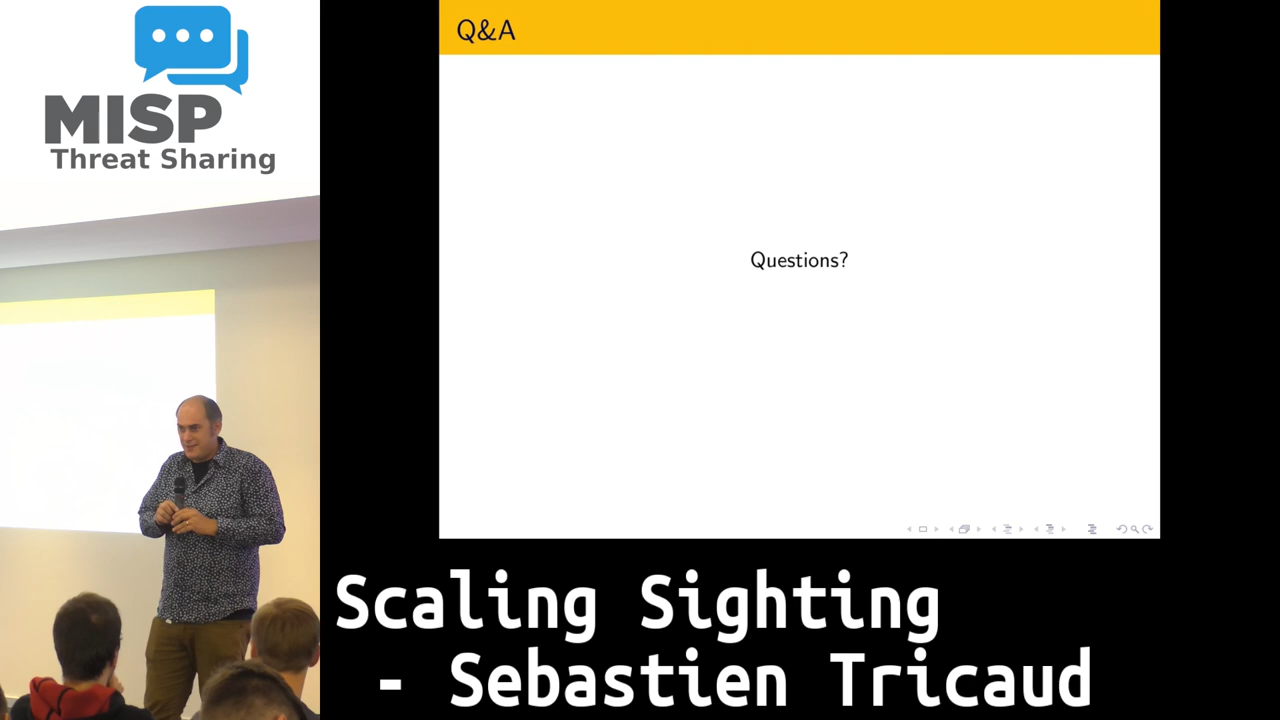 MISP
Threat Sharing
Q&A
Questions?
Scaling Sighting
- Sebastien Tricaud